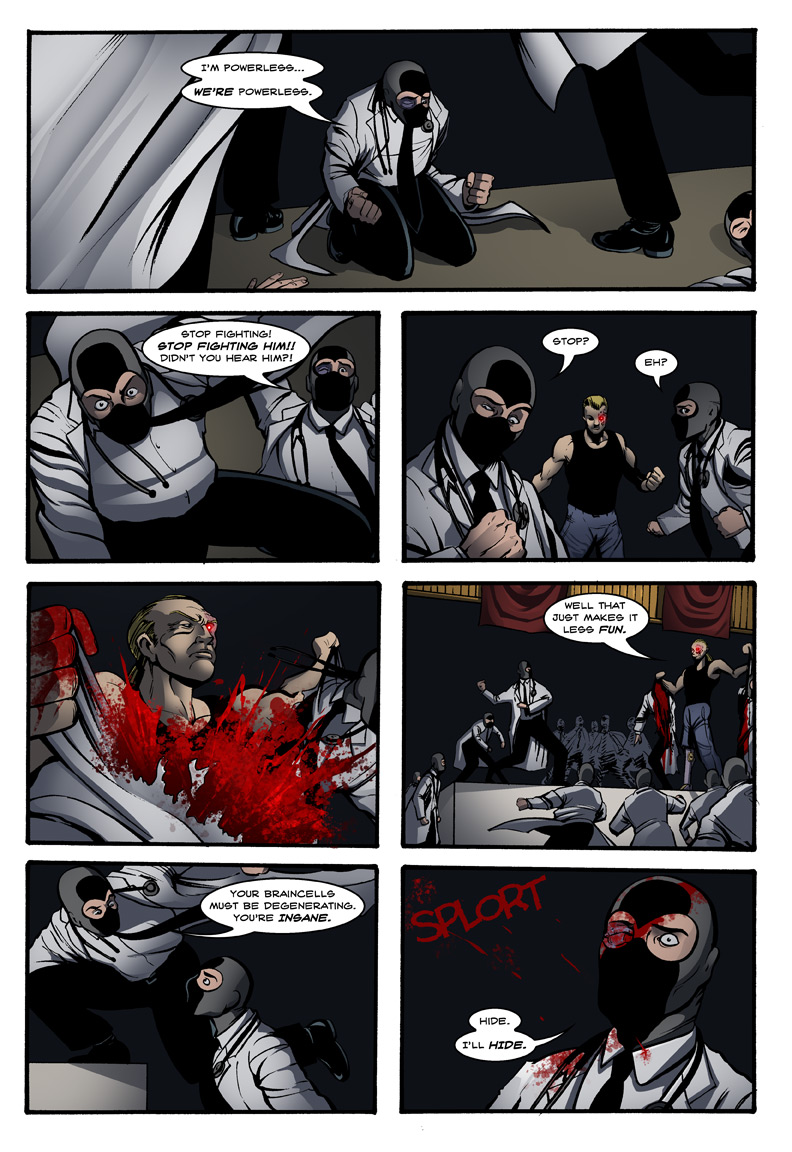 I'M POWERLESS...
WE'RE POWERLESS.
STOP FIGHTING!
STOP FIGHTING HIM!!
DIDN'T YOU HEAR HIM?!
STOP?
EH?
WELL THAT
JUST MAKES IT
LESS FUN.
YOUR BRAINCELLS
MUST BE DEGENERATING.
YOU'RE INSANE.
SPLORT
HIDE.
I'LL HIDE.